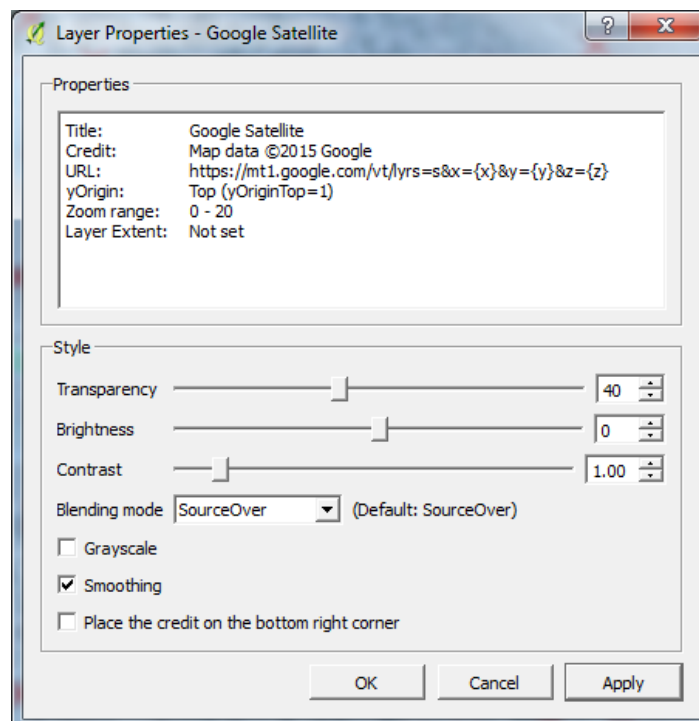 Layer Properties - Google Satellite
Properties
Title: Google Satellite
Credit: Map data ©2015 Google
URL: https://mt1.google.com/vt/lyrs=s&x={x}&y={y}&z={z}
yOrigin: Top (yOriginTop=1)
Zoom range: 0 - 20
Layer Extent: Not set
Style
Transparency 40
Brightness 0
Contrast 1.00
Blending mode SourceOver (Default: SourceOver)
Grayscale
Smoothing
Place the credit on the bottom right corner
OK Cancel Apply